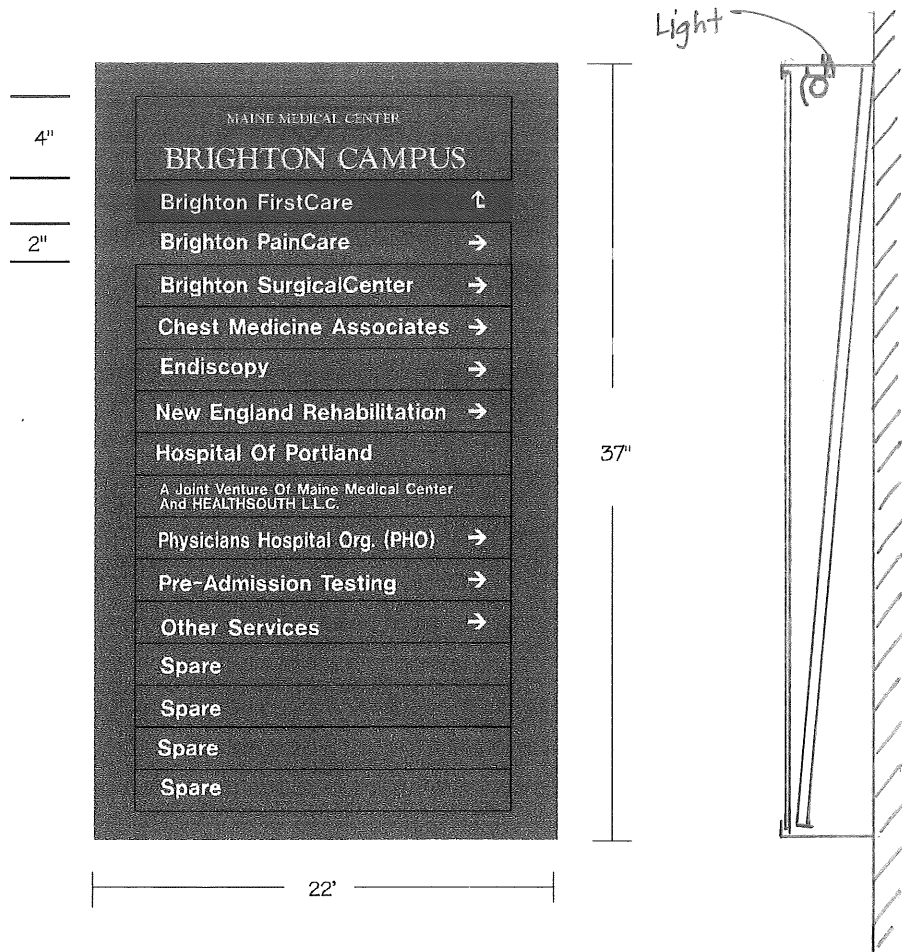 Light
4"
MAINE MEDICAL CENTER
BRIGHTON CAMPUS
Brighton FirstCare
2"
Brighton PainCare
Brighton SurgicalCenter
Chest Medicine Associates
Endiscopy
New England Rehabilitation
37"
Hospital Of Portland
A Joint Venture Of Maine Medical Center
And HEALTHSOUTH L.L.C.
Physicians Hospital Org. (PHO)
Pre-Admission Testing
Other Services
Spare
Spare
Spare
Spare
22'